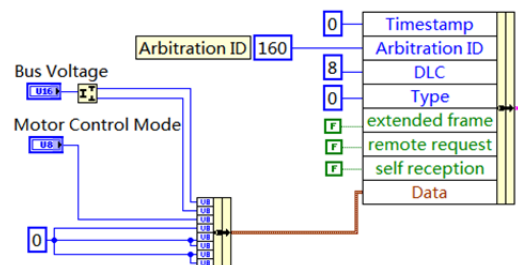 0 Timestamp
Arbitration ID 160 Arbitration ID
8 DLC
0 Type
F extended frame
F remote request
F self reception
Data
Bus Voltage
U16
Motor Control Mode
U8
U8
U8
U8
U8
U8
U8
U8
U8
0